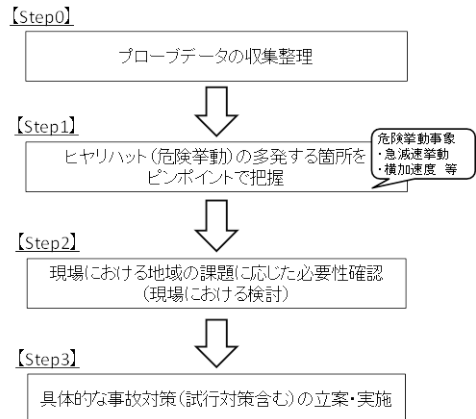 【Step0】
プローブデータの収集整理
【Step1】
ヒヤリハット（危険挙動）の多発する箇所を
ピンポイントで把握
危険挙動事象
・急減速挙動
・横加速度 等
【Step2】
現場における地域の課題に応じた必要性確認
（現場における検討）
【Step3】
具体的な事故対策（試行対策含む）の立案・実施